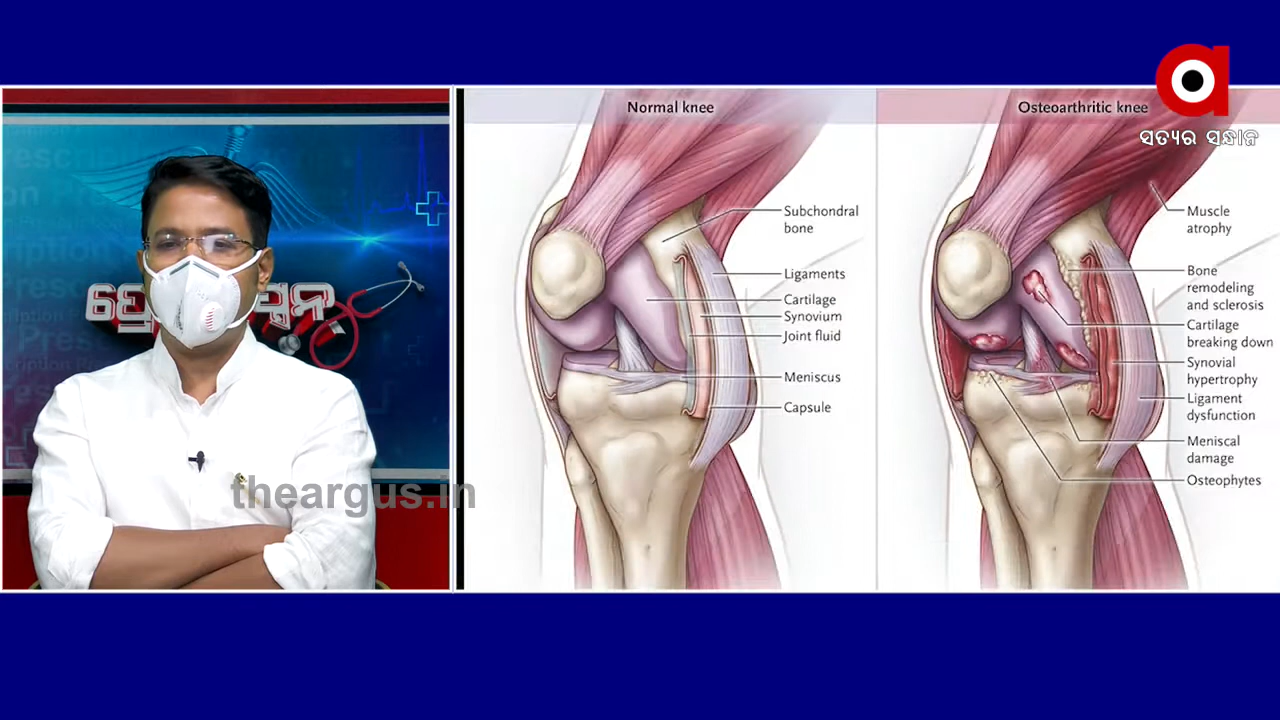 ସତ୍ୟର ସନ୍ଧାନ
Normal knee
Subchondral
bone
Ligaments
Cartilage
Synovium
Joint fluid
Meniscus
Capsule
Osteoarthritic knee
Muscle
atrophy
Bone
remodeling
and sclerosis
Cartilage
breaking down
Synovial
hypertrophy
Ligament
dysfunction
Meniscal
damage
Osteophytes
theargus.in